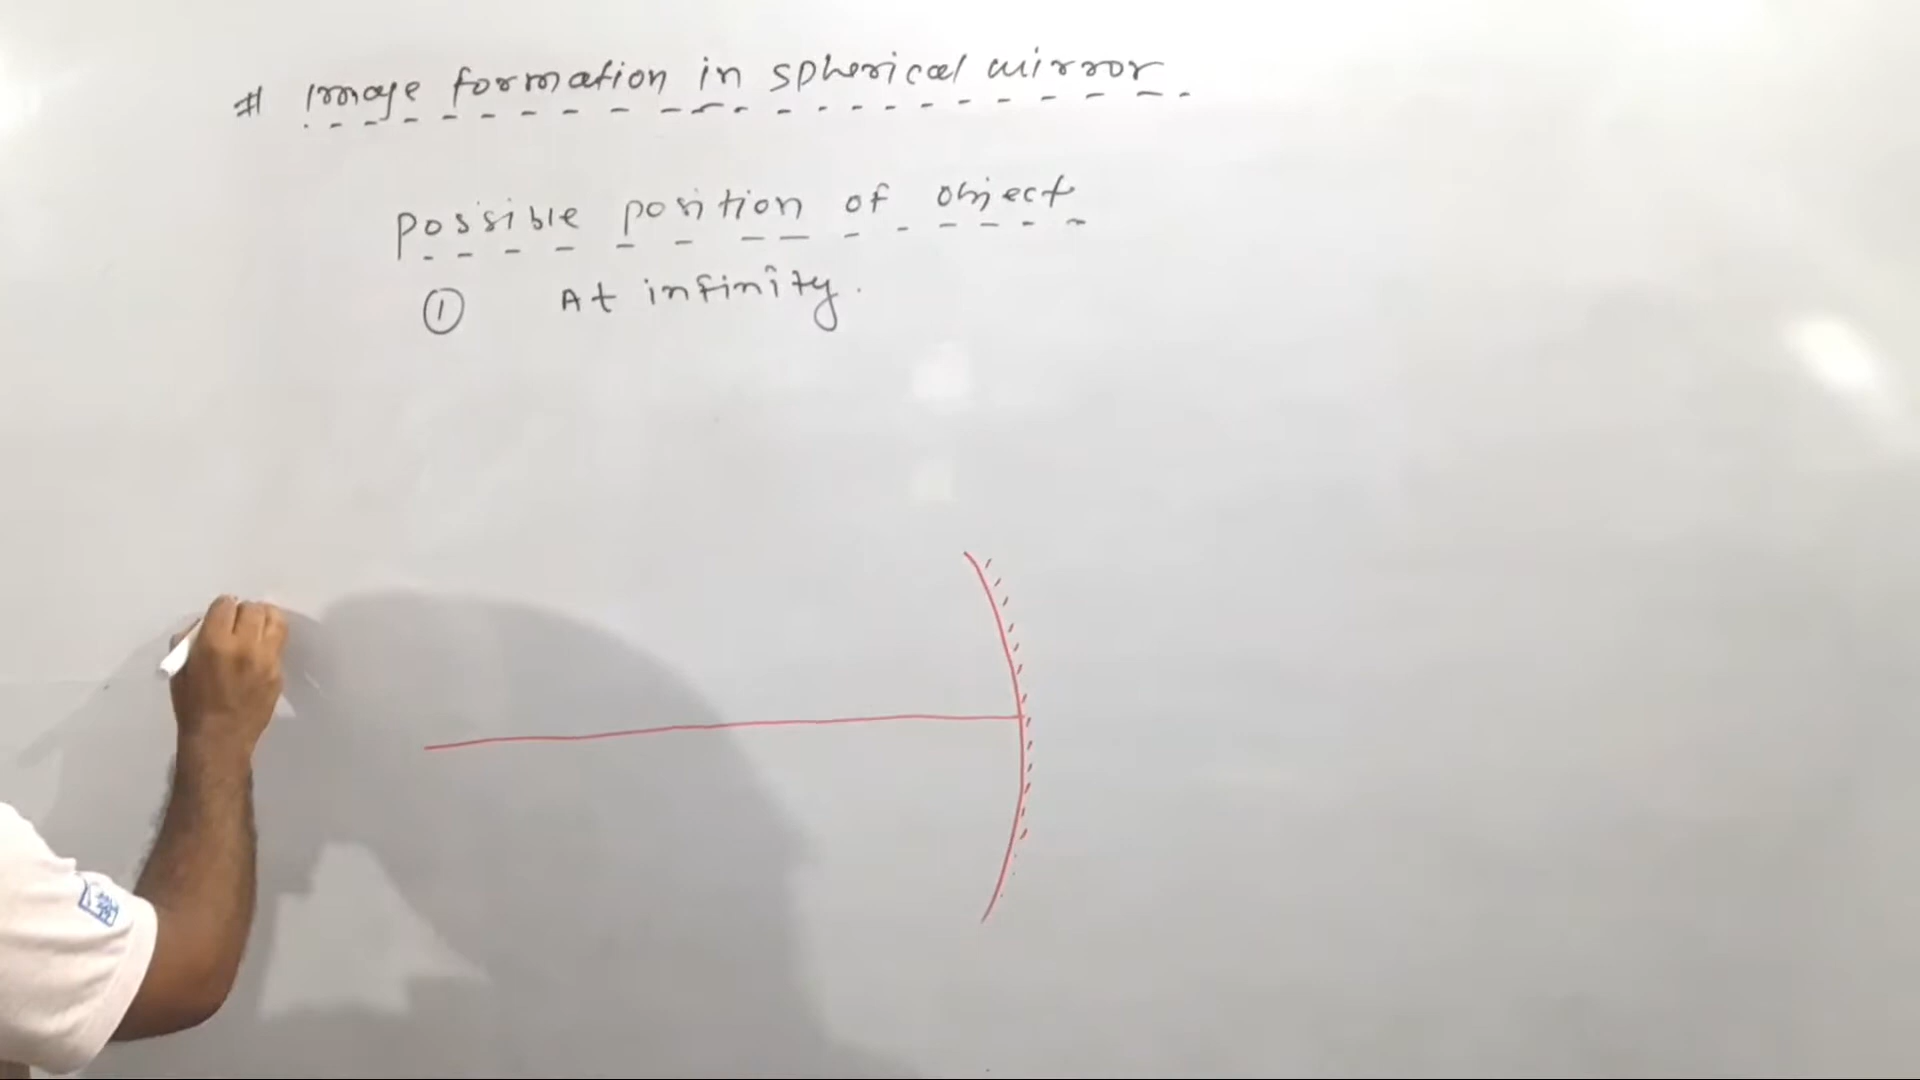 # Image formation in spherical mirror
possible position of object
① At infinity.